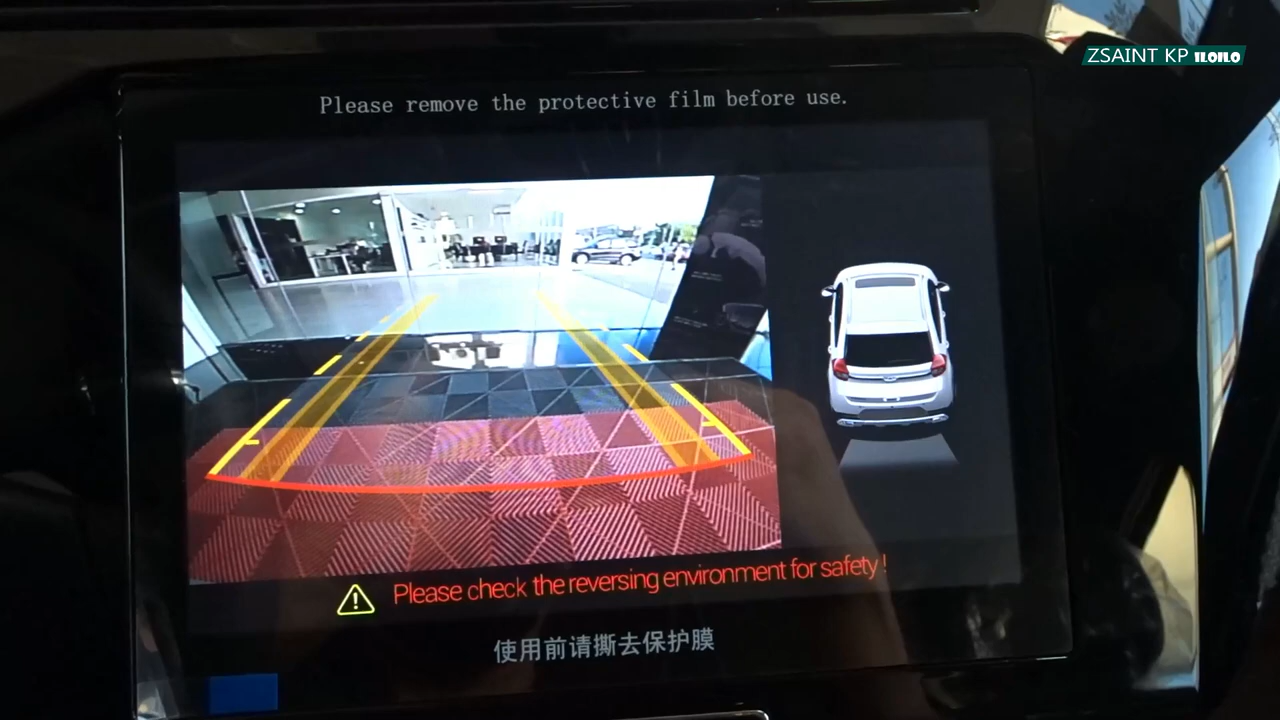 ZSAINT KP ILOILO
Please remove the protective film before use.
Please check the reversing environment for safety !
使用前请撕去保护膜